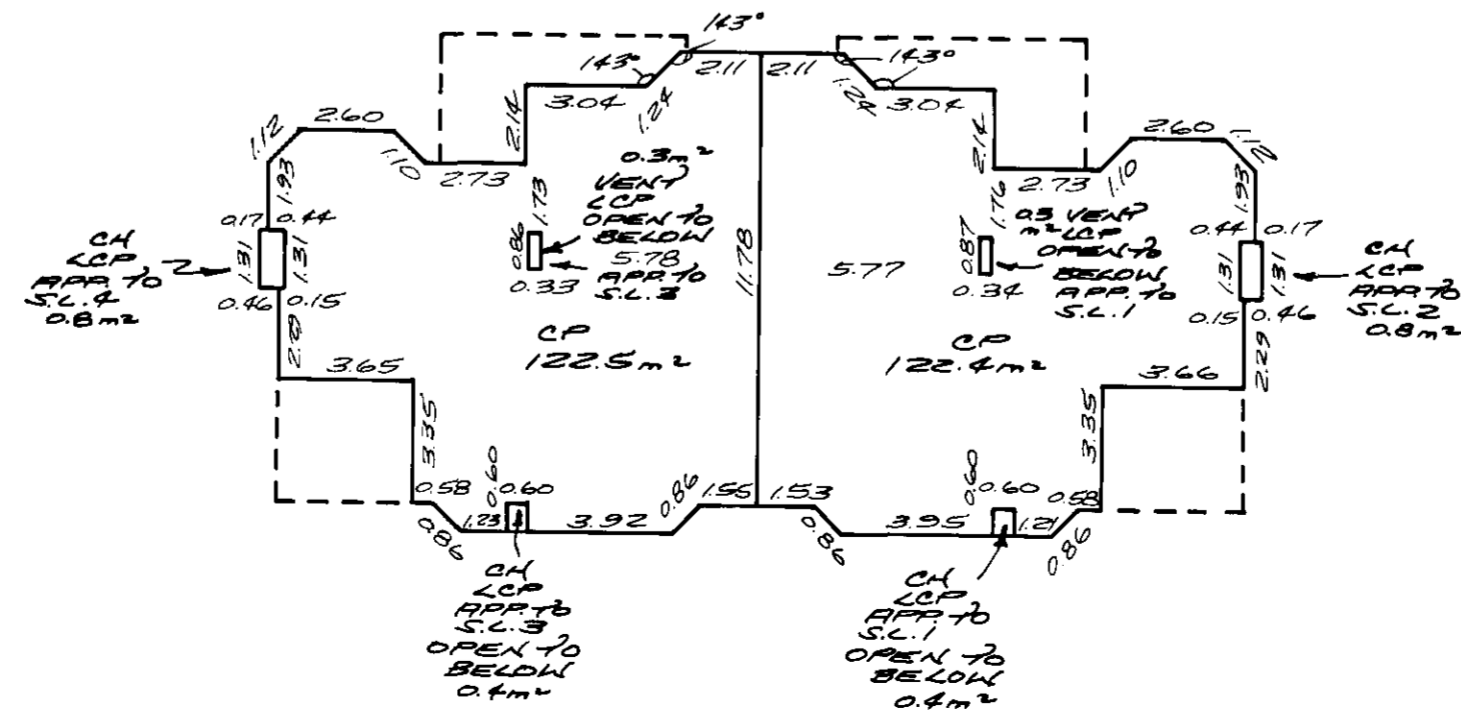 143°
143°
2.11
2.11
143°
3.04
1.24
1.24
3.04
2.14
2.14
2.60
1.12
1.10
1.93
2.73
0.3m²
VENT
LCP
OPEN TO
BELOW
APP. TO
S.L.3
1.73
0.86
0.33
5.78
11.78
5.77
2.73
1.10
2.60
1.12
1.93
1.76
0.87
0.34
0.3 VENT
m² LCP
OPEN TO
BELOW
APP. TO
S.L.1
0.17
0.44
1.31
1.31
0.46
0.15
CH
LCP
APP. TO
S.L.4
0.8m²
0.44
0.17
1.31
1.31
0.15
0.46
CH
LCP
APP. TO
S.L.2
0.8m²
CP
122.5m²
CP
122.4m²
2.29
3.65
3.35
3.66
2.29
3.35
0.58
0.86
1.23
0.60
0.60
3.92
0.86
1.55
1.53
0.86
3.95
0.60
0.60
1.21
0.58
0.86
CH
LCP
APP. TO
S.L.3
OPEN TO
BELOW
0.4m²
CH
LCP
APP. TO
S.L.1
OPEN TO
BELOW
0.4m²